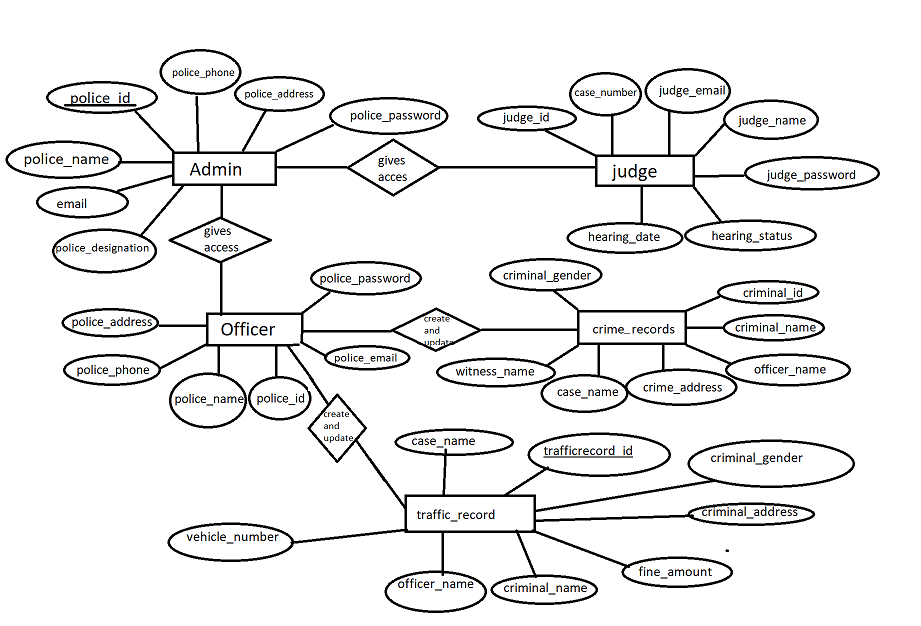 police_phone
police_id
police_address
police_password
police_name
Admin
email
police_designation
gives
acces
case_number
judge_email
judge_id
judge_name
judge
judge_password
hearing_date
hearing_status
gives
access
police_password
police_address
Officer
police_email
police_phone
police_name
police_id
create
and
update
criminal_gender
criminal_id
crime_records
criminal_name
witness_name
officer_name
case_name
crime_address
create
and
update
case_name
trafficrecord_id
criminal_gender
traffic_record
criminal_address
vehicle_number
officer_name
criminal_name
fine_amount